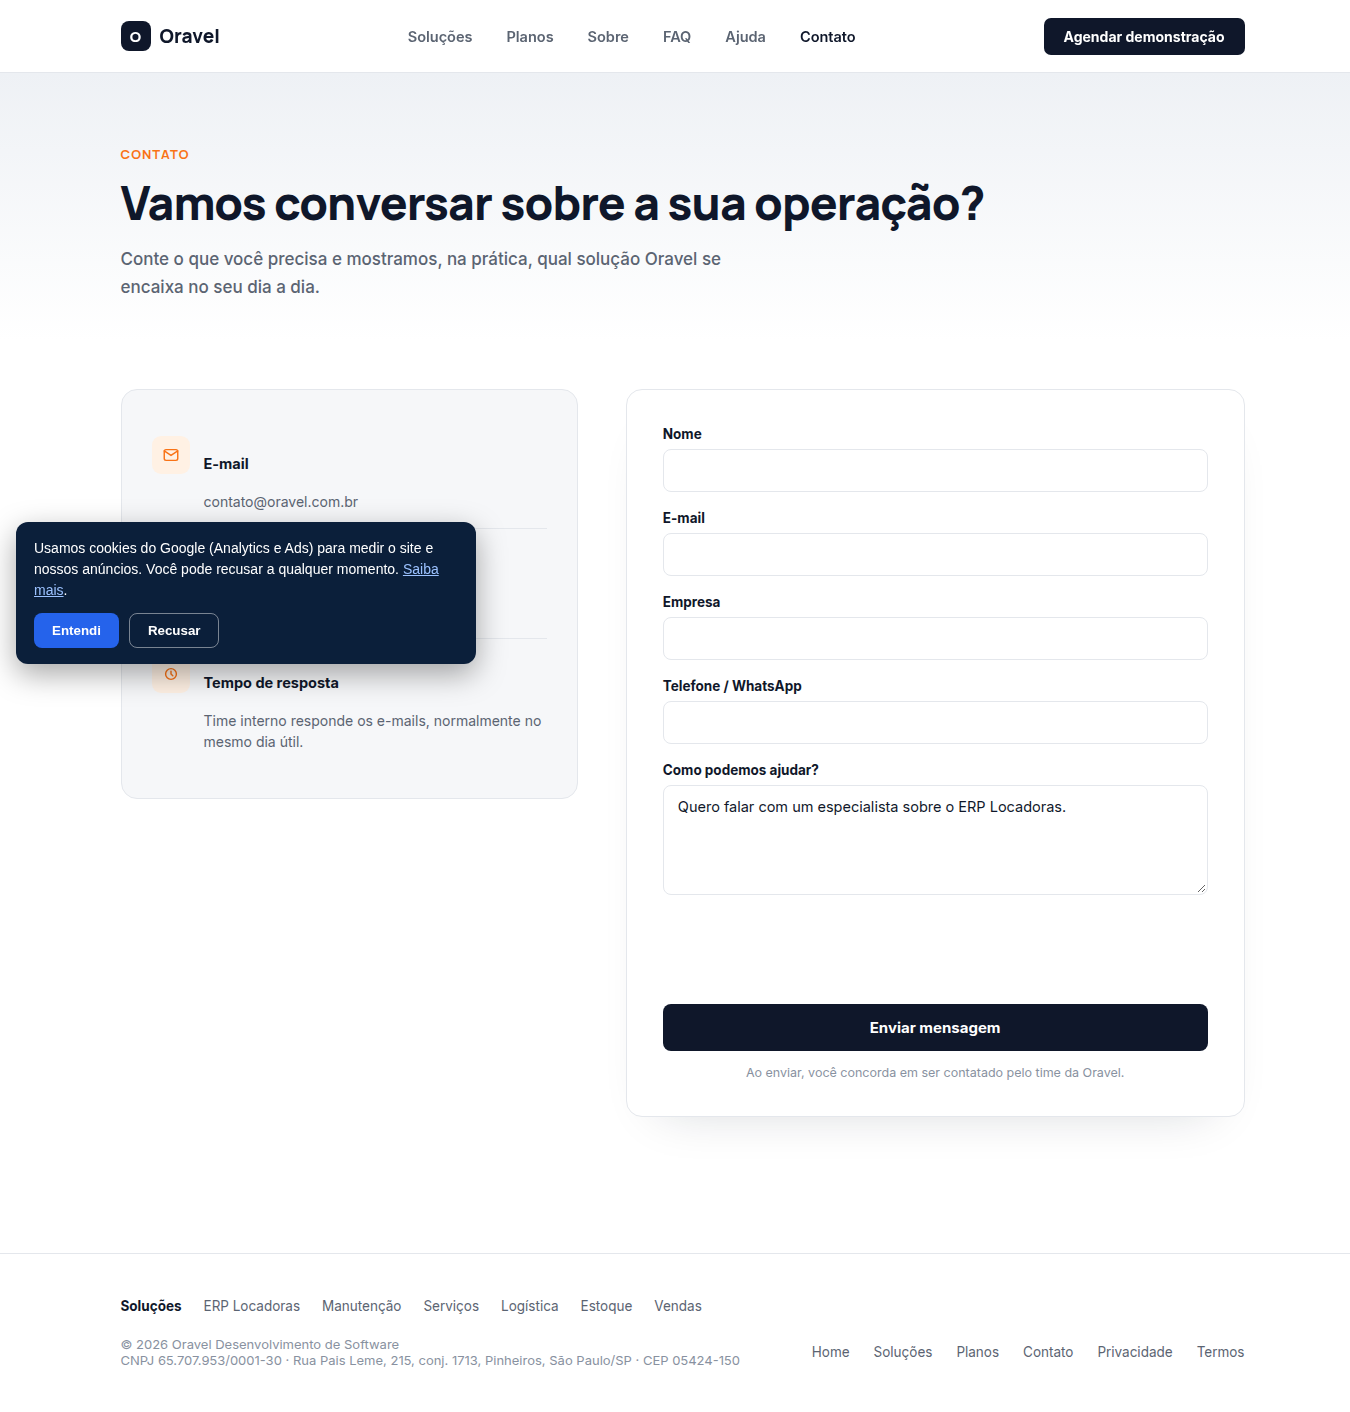 O Oravel
Soluções Planos Sobre FAQ Ajuda Contato
Agendar demonstração
CONTATO
Vamos conversar sobre a sua operação?
Conte o que você precisa e mostramos, na prática, qual solução Oravel se
encaixa no seu dia a dia.
E-mail
contato@oravel.com.br
Usamos cookies do Google (Analytics e Ads) para medir o site e
nossos anúncios. Você pode recusar a qualquer momento. Saiba
mais.
Entendi Recusar
Tempo de resposta
Time interno responde os e-mails, normalmente no
mesmo dia útil.
Nome
E-mail
Empresa
Telefone / WhatsApp
Como podemos ajudar?
Quero falar com um especialista sobre o ERP Locadoras.
Enviar mensagem
Ao enviar, você concorda em ser contatado pelo time da Oravel.
Soluções ERP Locadoras Manutenção Serviços Logística Estoque Vendas
© 2026 Oravel Desenvolvimento de Software
CNPJ 65.707.953/0001-30 · Rua Pais Leme, 215, conj. 1713, Pinheiros, São Paulo/SP · CEP 05424-150
Home Soluções Planos Contato Privacidade Termos